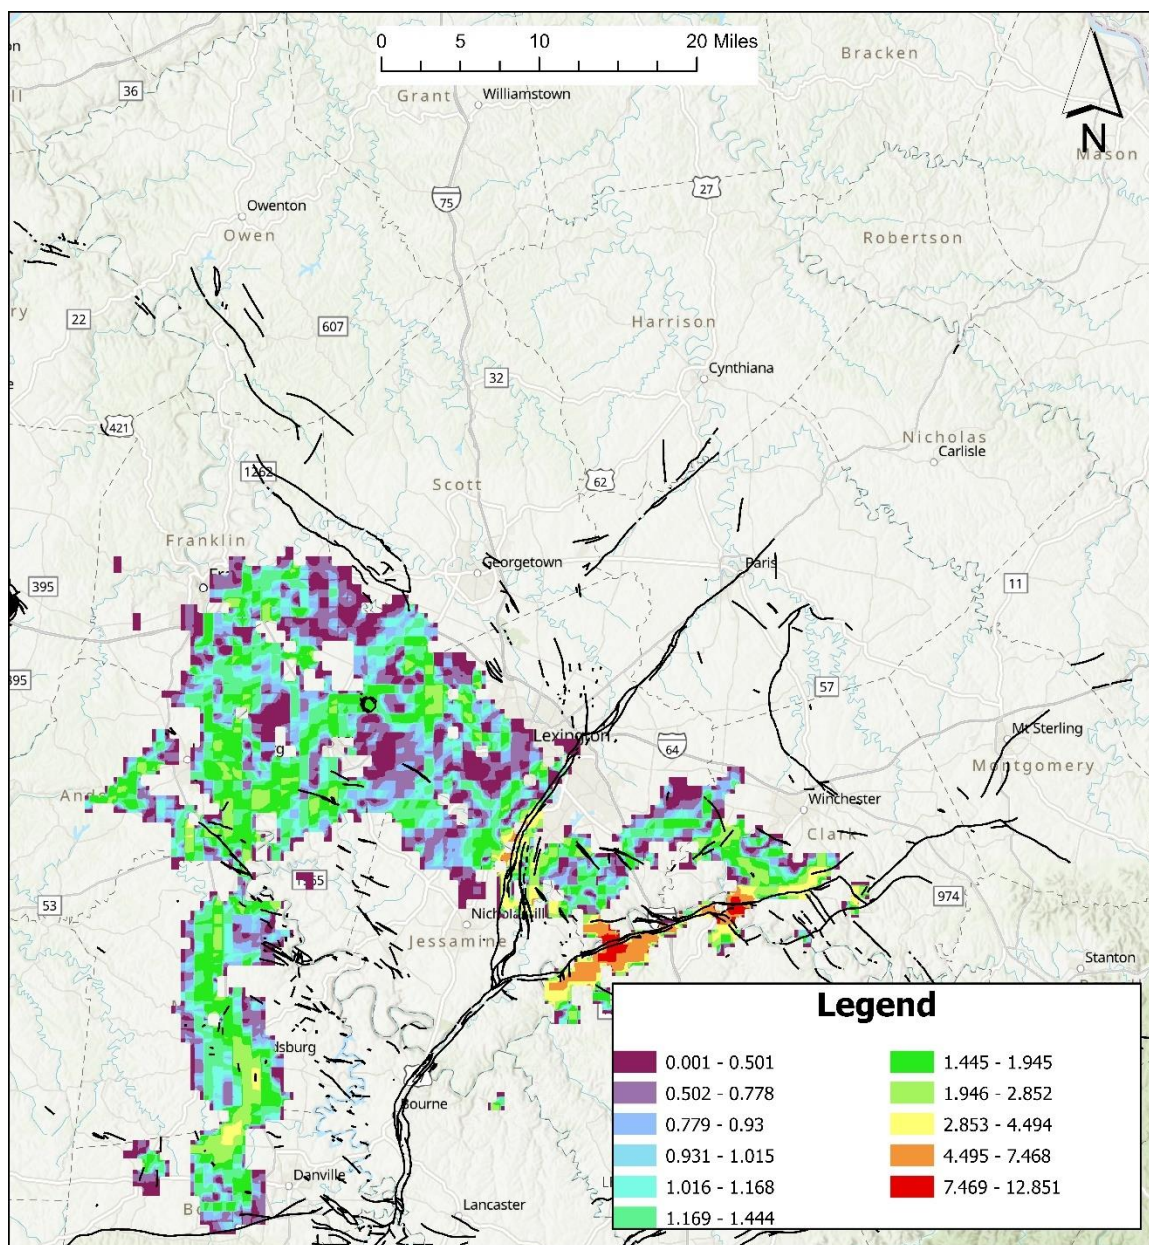 0 5 10 20 Miles
Bracken
36
Grant
Williamstown
N
Mason
27
75
Owenton
Owen
Robertson
22
607
Harrison
32
Cynthiana
421
Nicholas
Carlisle
1262
Scott
62
Franklin
Georgetown
Paris
395
11
395
57
Lexington
64
Mt Sterling
Montgomery
Winchester
Clark
53
974
Nicholasville
Jessamine
Stanton
Legend
0.001 - 0.501
0.502 - 0.778
0.779 - 0.93
0.931 - 1.015
1.016 - 1.168
1.169 - 1.444
1.445 - 1.945
1.946 - 2.852
2.853 - 4.494
4.495 - 7.468
7.469 - 12.851
dsburg
Bourne
Danville
Lancaster